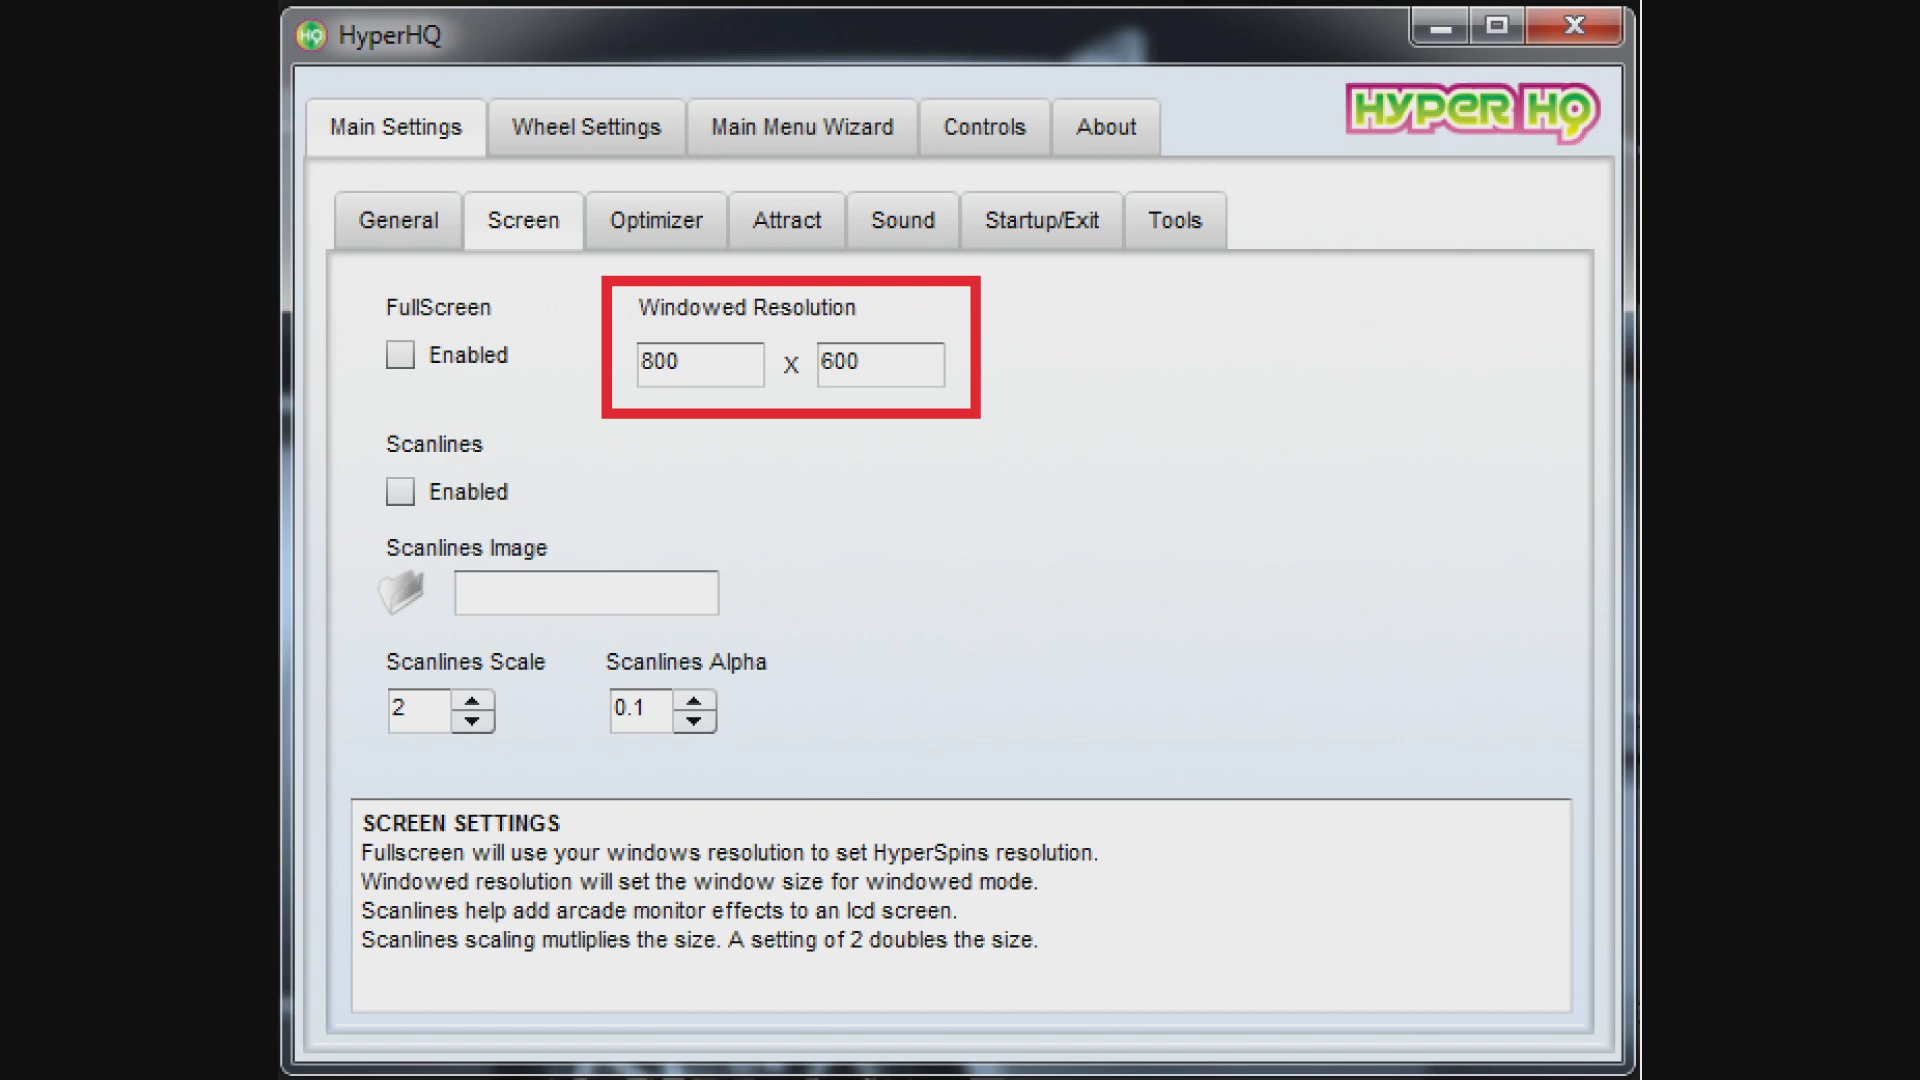 HQ HyperHQ
HYPER HQ
Main Settings Wheel Settings Main Menu Wizard Controls About
General Screen Optimizer Attract Sound Startup/Exit Tools
FullScreen Windowed Resolution
Enabled 800 X 600
Scanlines
Enabled
Scanlines Image
Scanlines Scale Scanlines Alpha
2 0.1
SCREEN SETTINGS
Fullscreen will use your windows resolution to set HyperSpins resolution.
Windowed resolution will set the window size for windowed mode.
Scanlines help add arcade monitor effects to an lcd screen.
Scanlines scaling mutliplies the size. A setting of 2 doubles the size.